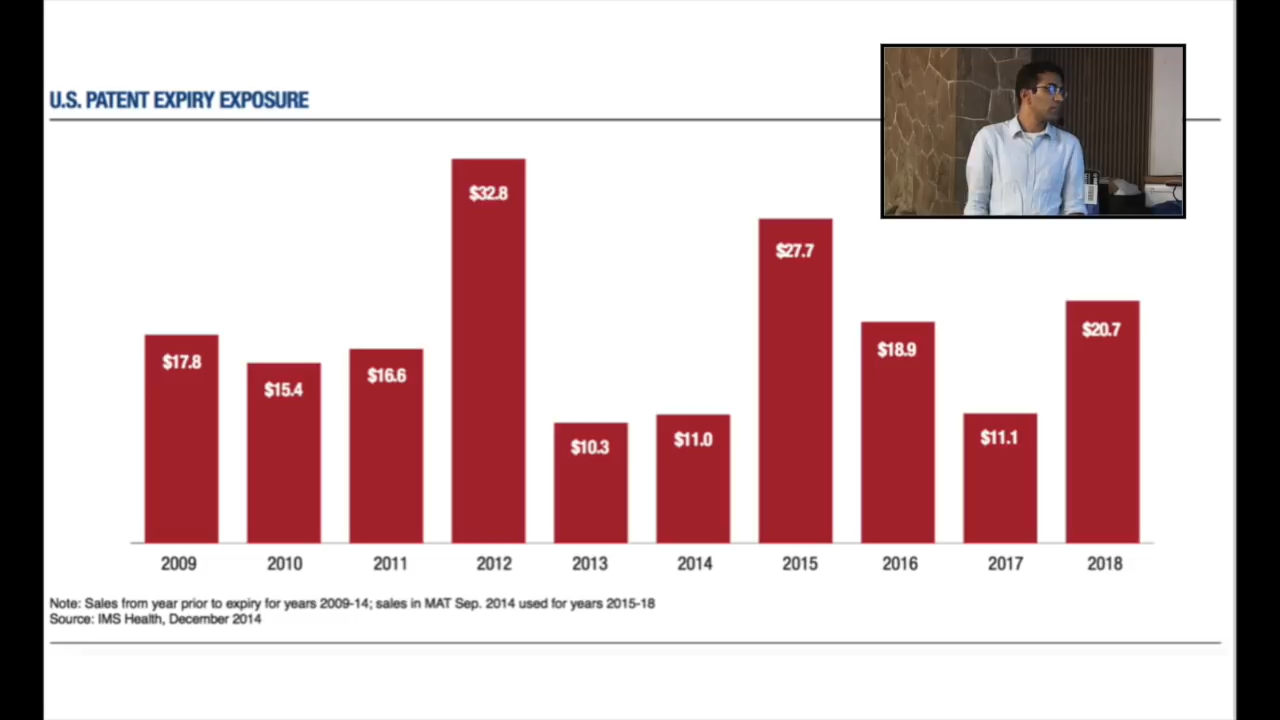 U.S. PATENT EXPIRY EXPOSURE
$32.8
$27.7
$20.7
$17.8
$18.9
$16.6
$15.4
$11.0
$11.1
$10.3
2009 2010 2011 2012 2013 2014 2015 2016 2017 2018
Note: Sales from year prior to expiry for years 2009-14; sales in MAT Sep. 2014 used for years 2015-18
Source: IMS Health, December 2014